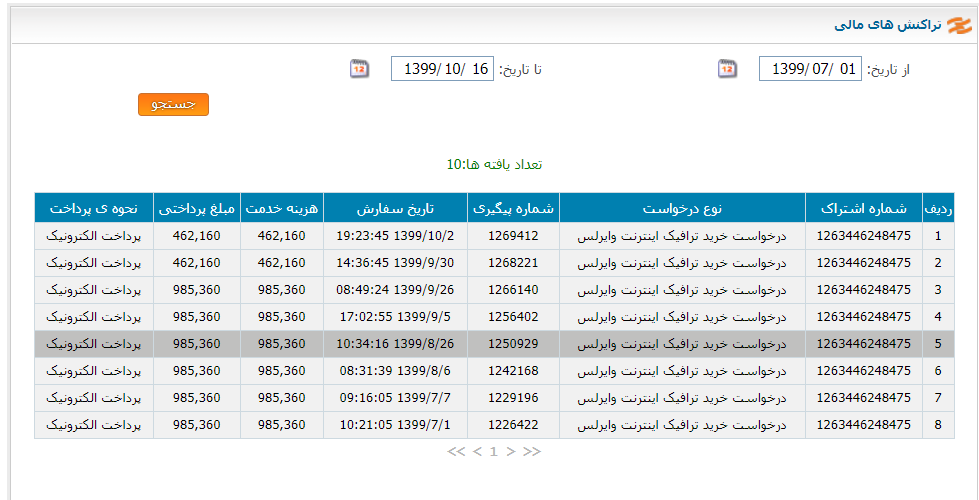 تراکنش های مالی
از تاریخ: 1399/07/01 تا تاریخ: 1399/10/16
جستجو
تعداد یافته ها:10
ردیف شماره اشتراک نوع درخواست شماره پیگیری تاریخ سفارش هزینه خدمت مبلغ پرداختی نحوه ی پرداخت
1 1263446248475 درخواست خرید ترافیک اینترنت وایرلس 1269412 1399/10/2 19:23:45 462,160 462,160 پرداخت الکترونیک
2 1263446248475 درخواست خرید ترافیک اینترنت وایرلس 1268221 1399/9/30 14:36:45 462,160 462,160 پرداخت الکترونیک
3 1263446248475 درخواست خرید ترافیک اینترنت وایرلس 1266140 1399/9/26 08:49:24 985,360 985,360 پرداخت الکترونیک
4 1263446248475 درخواست خرید ترافیک اینترنت وایرلس 1256402 1399/9/5 17:02:55 985,360 985,360 پرداخت الکترونیک
5 1263446248475 درخواست خرید ترافیک اینترنت وایرلس 1250929 1399/8/26 10:34:16 985,360 985,360 پرداخت الکترونیک
6 1263446248475 درخواست خرید ترافیک اینترنت وایرلس 1242168 1399/8/6 08:31:39 985,360 985,360 پرداخت الکترونیک
7 1263446248475 درخواست خرید ترافیک اینترنت وایرلس 1229196 1399/7/7 09:16:05 985,360 985,360 پرداخت الکترونیک
8 1263446248475 درخواست خرید ترافیک اینترنت وایرلس 1226422 1399/7/1 10:21:05 985,360 985,360 پرداخت الکترونیک
<< < 1 > >>